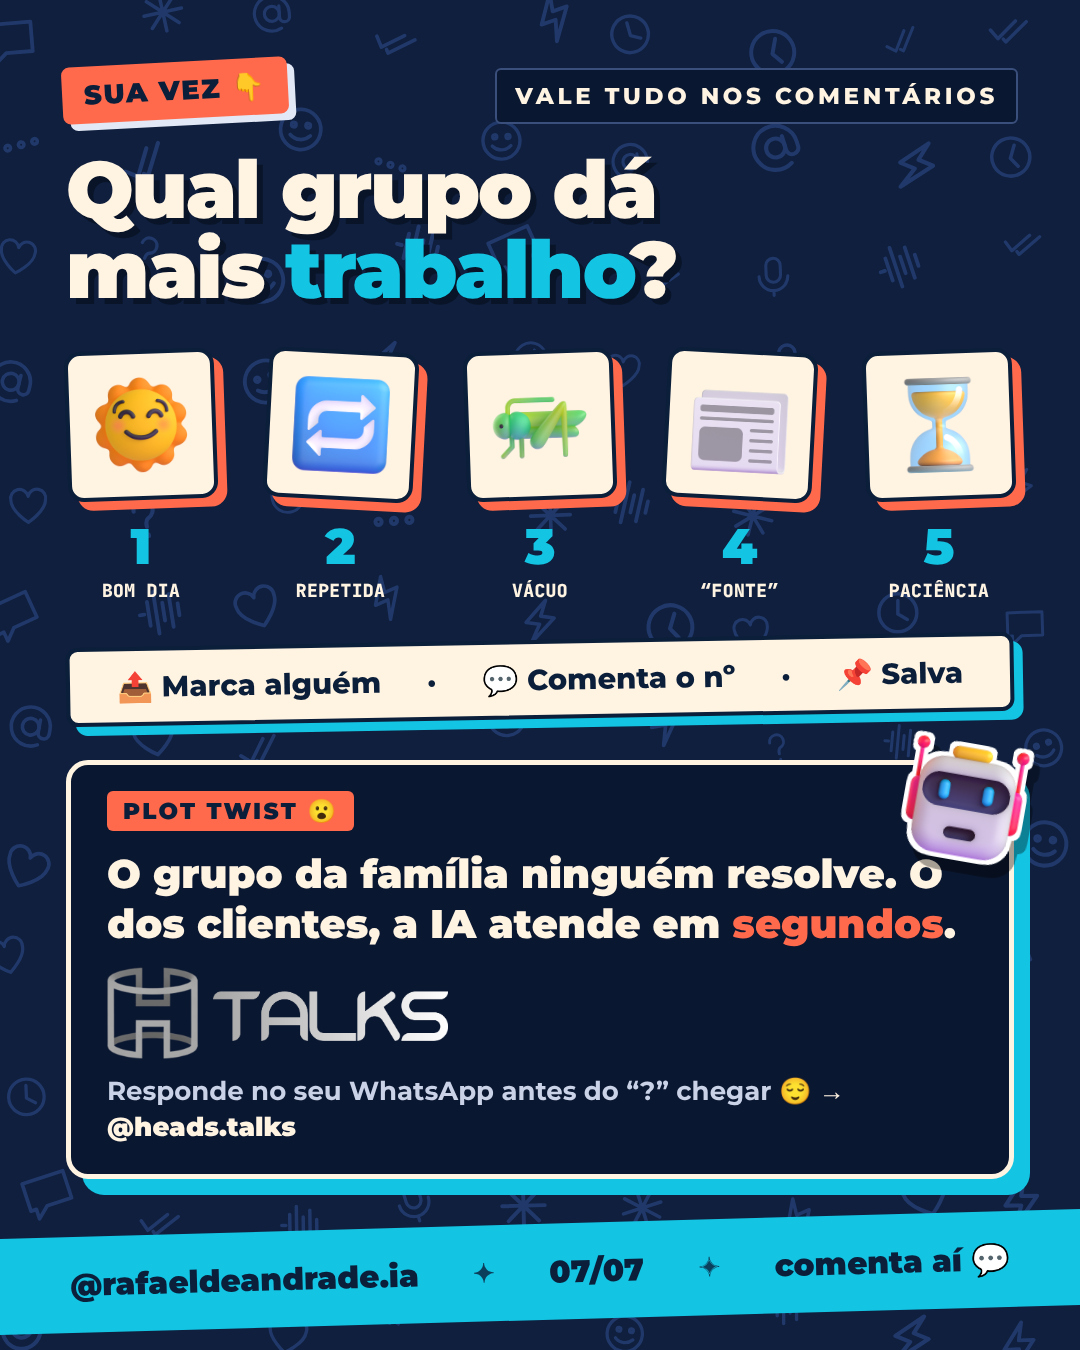 SUA VEZ 👇
VALE TUDO NOS COMENTÁRIOS
Qual grupo dá
mais trabalho?
1
BOM DIA
2
REPETIDA
3
VÁCUO
4
“FONTE”
5
PACIÊNCIA
📤 Marca alguém • 💬 Comenta o nº • 📌 Salva
PLOT TWIST 😮
O grupo da família ninguém resolve. O
dos clientes, a IA atende em segundos.
TALKS
Responde no seu WhatsApp antes do “?” chegar 😌 →
@heads.talks
@rafaeldeandrade.ia ✦ 07/07 ✦ comenta aí 💬